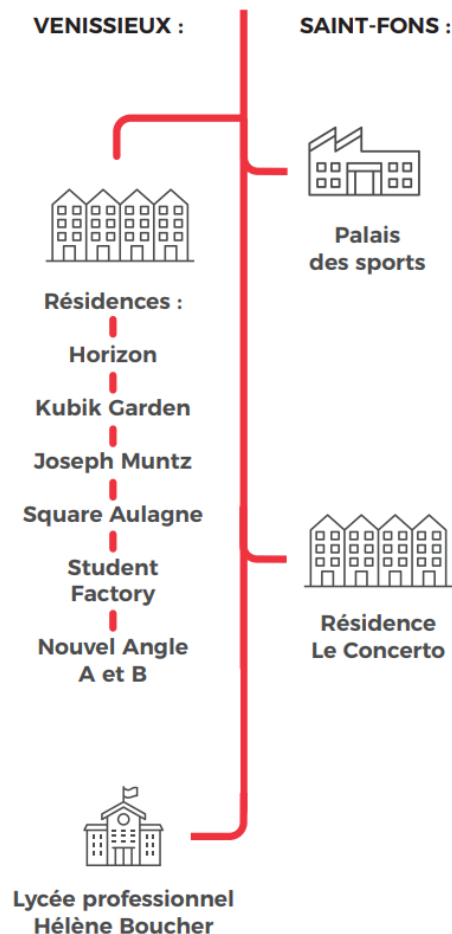 VENISSIEUX :
Résidences :
Horizon
Kubik Garden
Joseph Muntz
Square Aulagne
Student
Factory
Nouvel Angle
A et B
Lycée professionnel
Hélène Boucher
SAINT-FONS :
Palais
des sports
Résidence
Le Concerto